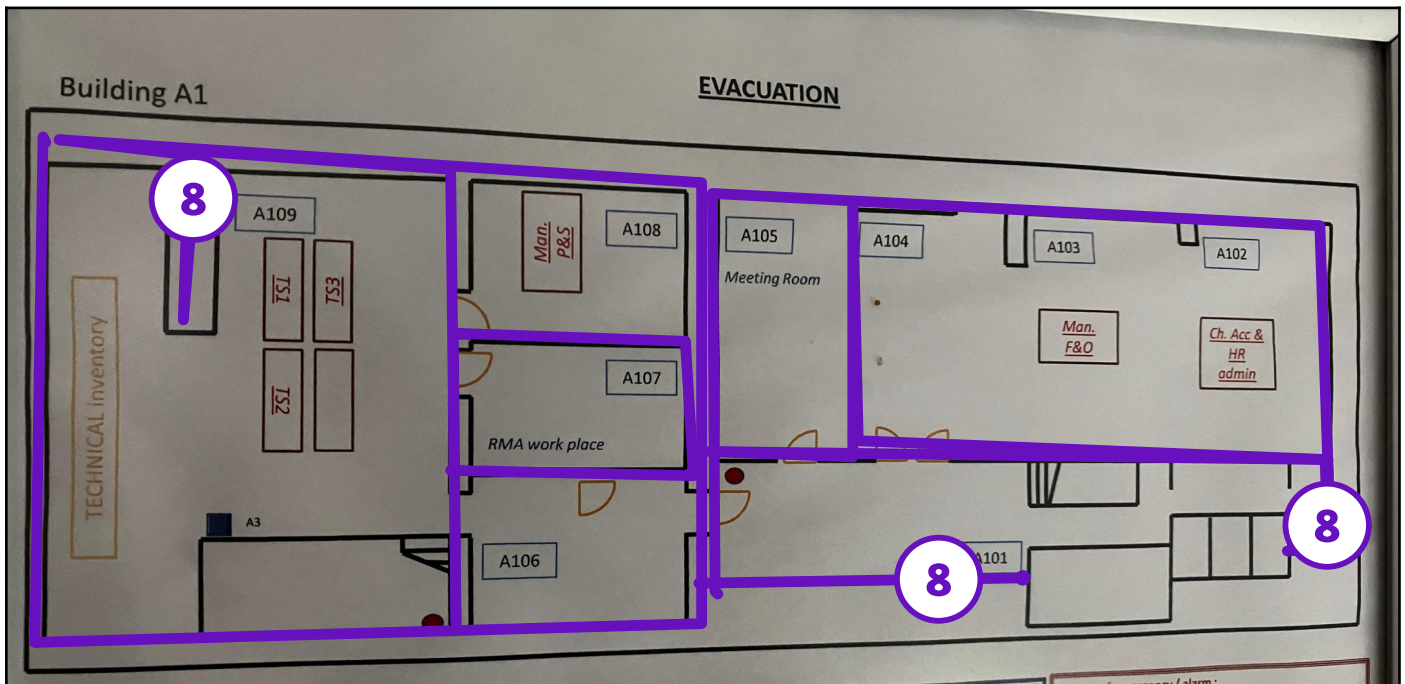 Building A1
EVACUATION
8
A109
TS1
TS3
TS2
TECHNICAL inventory
A3
Man.
P&S
A108
A107
RMA work place
A106
A105
Meeting Room
A104
A103
A102
Man.
F&O
Ch. Acc &
HR
admin
8
A101
8
/ alarm :